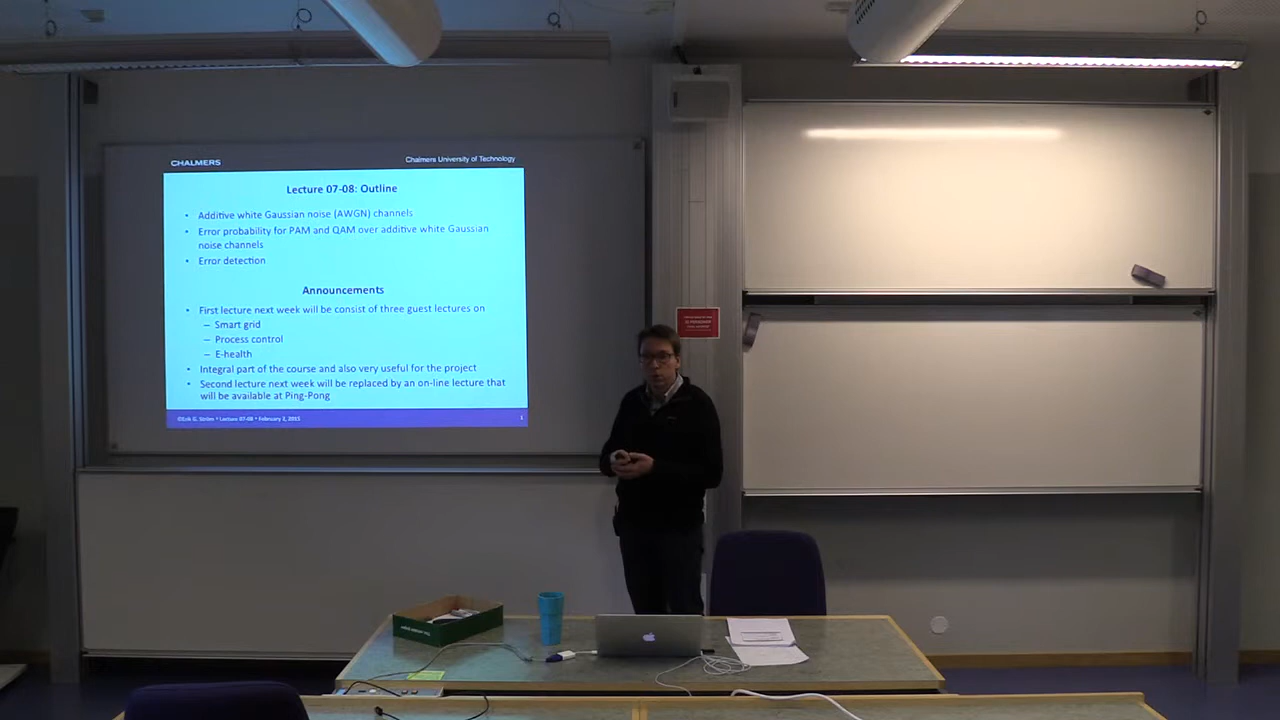 CHALMERS
Chalmers University of Technology
Lecture 07-08: Outline
• Additive white Gaussian noise (AWGN) channels
• Error probability for PAM and QAM over additive white Gaussian
noise channels
• Error detection
Announcements
• First lecture next week will be consist of three guest lectures on
– Smart grid
– Process control
– E-health
• Integral part of the course and also very useful for the project
• Second lecture next week will be replaced by an on-line lecture that
will be available at Ping-Pong
©Erik G. Ström • Lecture 07-08 • February 2, 2015
1